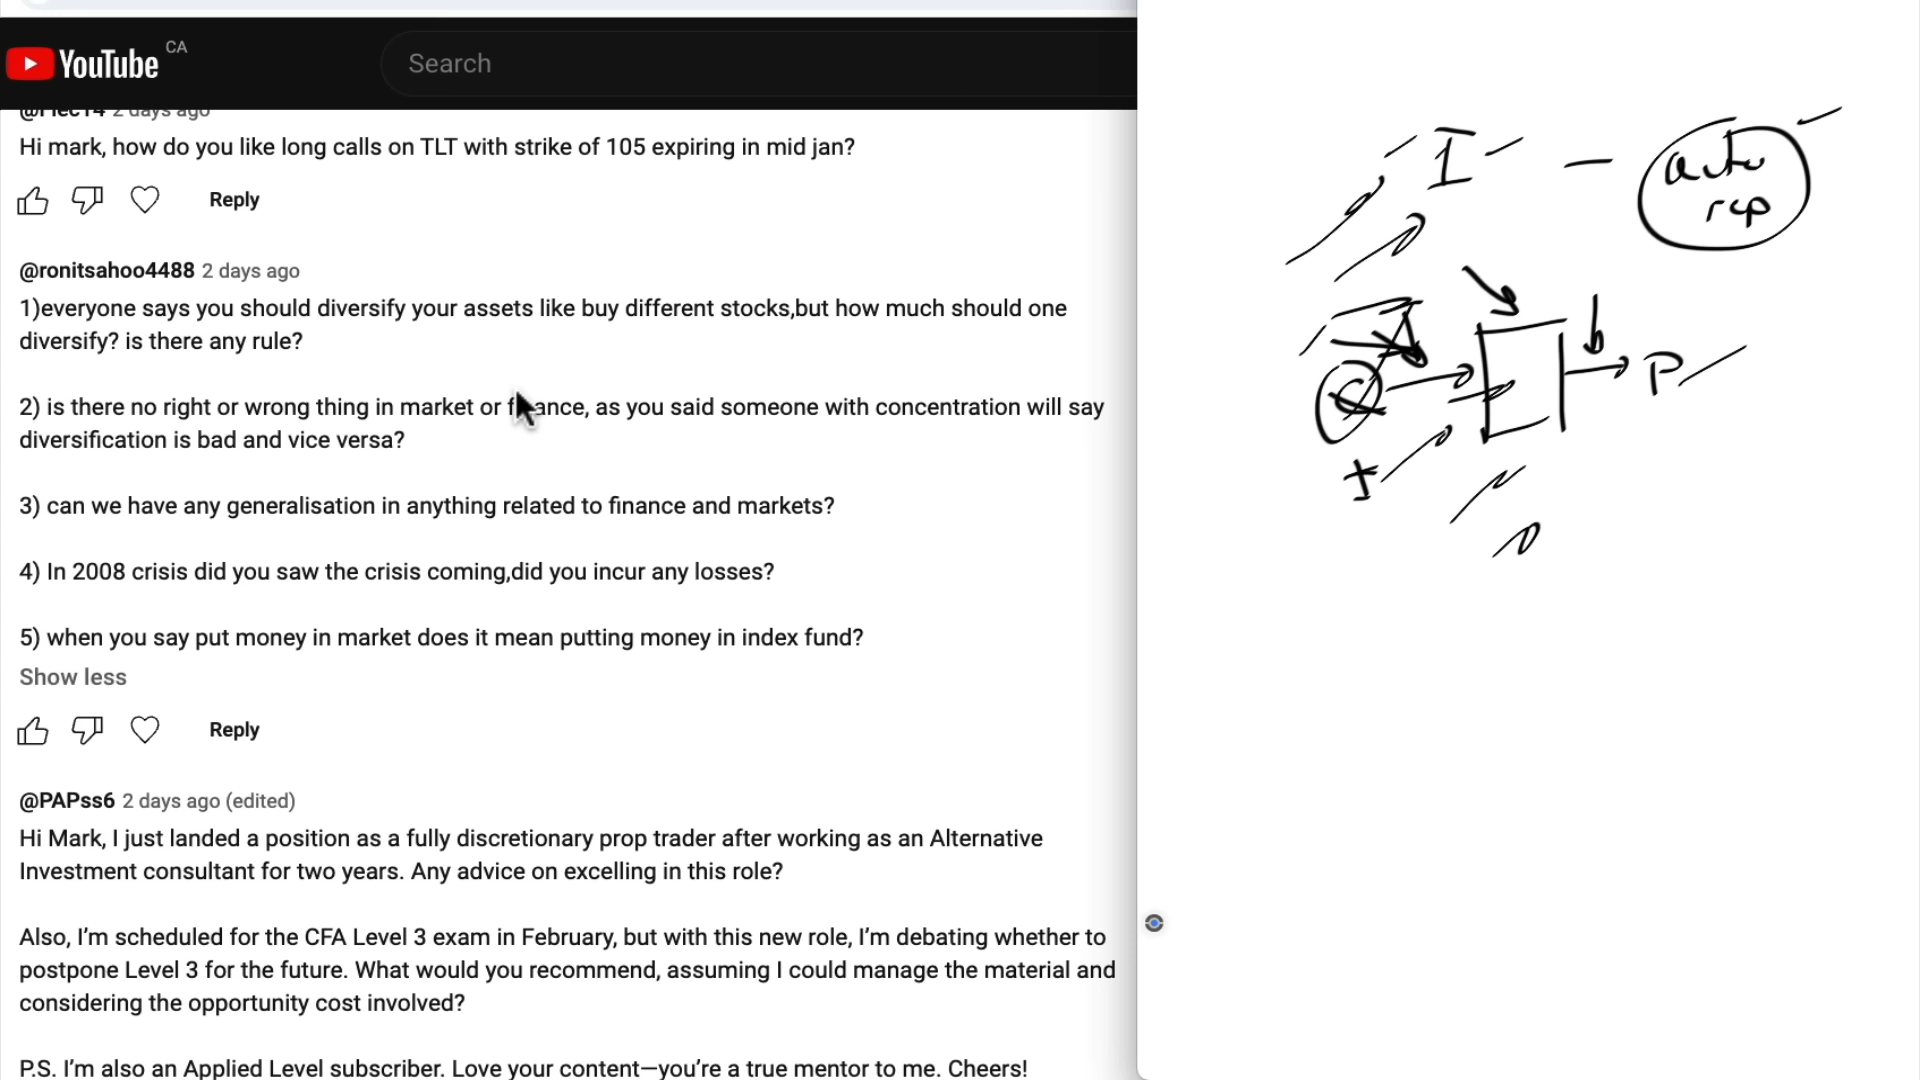 YouTube CA
Search
2 days ago
Hi mark, how do you like long calls on TLT with strike of 105 expiring in mid jan?
Reply
@ronitsahoo4488 2 days ago
1)everyone says you should diversify your assets like buy different stocks,but how much should one
diversify? is there any rule?
2) is there no right or wrong thing in market or finance, as you said someone with concentration will say
diversification is bad and vice versa?
3) can we have any generalisation in anything related to finance and markets?
4) In 2008 crisis did you saw the crisis coming,did you incur any losses?
5) when you say put money in market does it mean putting money in index fund?
Show less
Reply
@PAPss6 2 days ago (edited)
Hi Mark, I just landed a position as a fully discretionary prop trader after working as an Alternative
Investment consultant for two years. Any advice on excelling in this role?
Also, I’m scheduled for the CFA Level 3 exam in February, but with this new role, I’m debating whether to
postpone Level 3 for the future. What would you recommend, assuming I could manage the material and
considering the opportunity cost involved?
P.S. I’m also an Applied Level subscriber. Love your content—you’re a true mentor to me. Cheers!
I
b
P